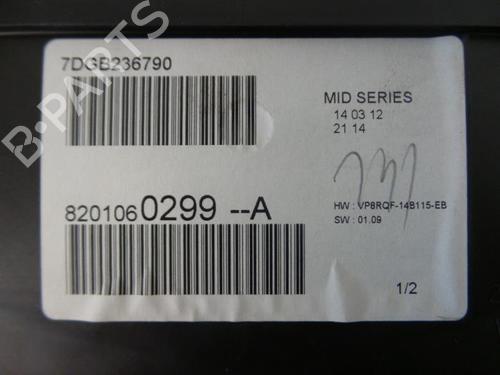 7DGB236790
MID SERIES
14 03 12
21 14
8201060299 --A
HW : VP8RQF-14B115-EB
SW : 01.09
1/2
B-PARTS